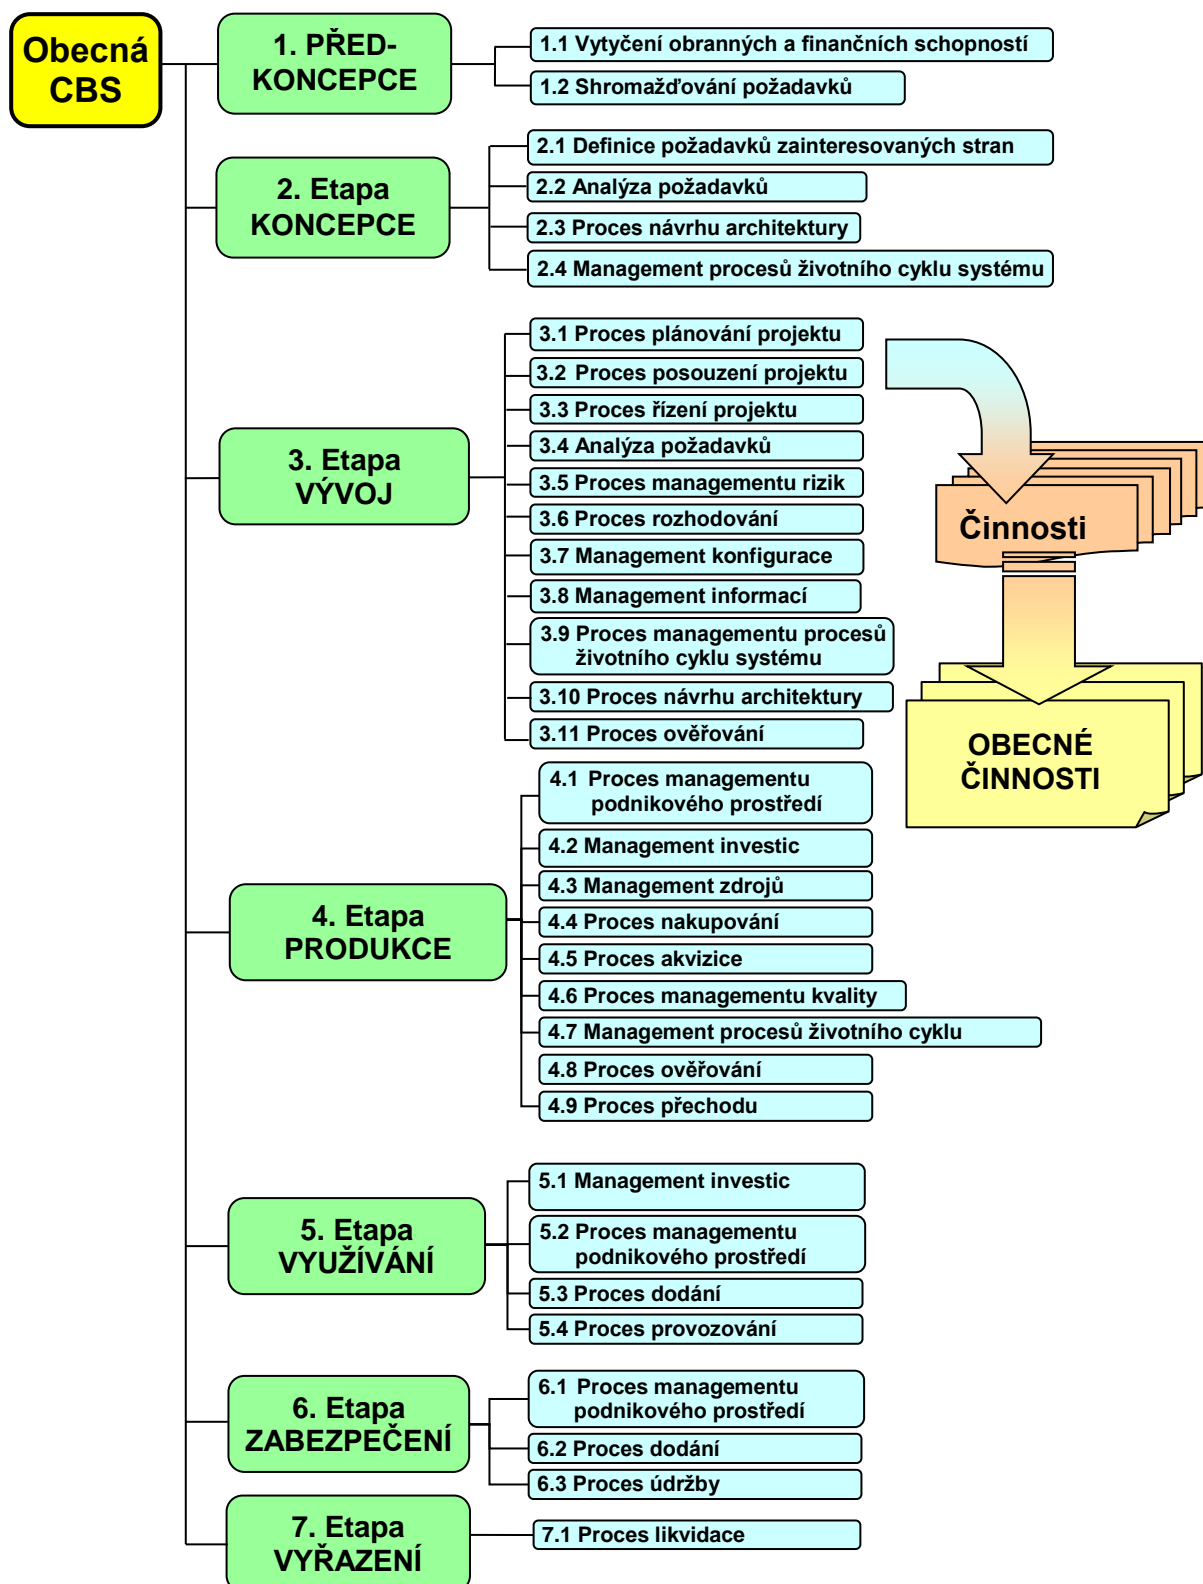 Obecná
CBS
1. PŘED-
KONCEPCE
1.1 Vytyčení obranných a finančních schopností
1.2 Shromažďování požadavků
2. Etapa
KONCEPCE
2.1 Definice požadavků zainteresovaných stran
2.2 Analýza požadavků
2.3 Proces návrhu architektury
2.4 Management procesů životního cyklu systému
3. Etapa
VÝVOJ
3.1 Proces plánování projektu
3.2 Proces posouzení projektu
3.3 Proces řízení projektu
3.4 Analýza požadavků
3.5 Proces managementu rizik
3.6 Proces rozhodování
3.7 Management konfigurace
3.8 Management informací
3.9 Proces managementu procesů
životního cyklu systému
3.10 Proces návrhu architektury
3.11 Proces ověřování
Činnosti
OBECNÉ
ČINNOSTI
4. Etapa
PRODUKCE
4.1 Proces managementu
podnikového prostředí
4.2 Management investic
4.3 Management zdrojů
4.4 Proces nakupování
4.5 Proces akvizice
4.6 Proces managementu kvality
4.7 Management procesů životního cyklu
4.8 Proces ověřování
4.9 Proces přechodu
5. Etapa
VYUŽÍVÁNÍ
5.1 Management investic
5.2 Proces managementu
podnikového prostředí
5.3 Proces dodání
5.4 Proces provozování
6. Etapa
ZABEZPEČENÍ
6.1 Proces managementu
podnikového prostředí
6.2 Proces dodání
6.3 Proces údržby
7. Etapa
VYŘAZENÍ
7.1 Proces likvidace